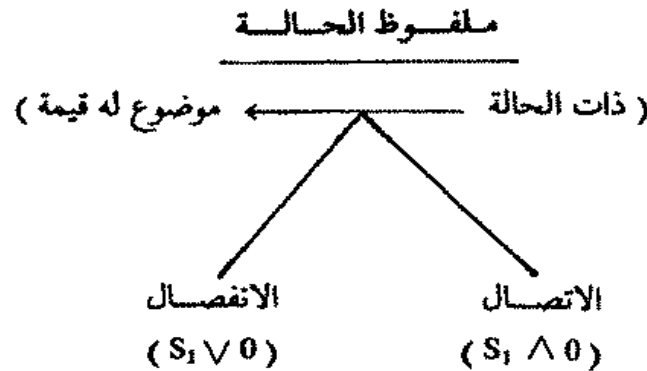 ملفوظ الحالة
( ذات الحالة ← موضوع له قيمة )
الاتصال الانفصال
( S₁ ∧ 0 ) ( S₁ ∨ 0 )